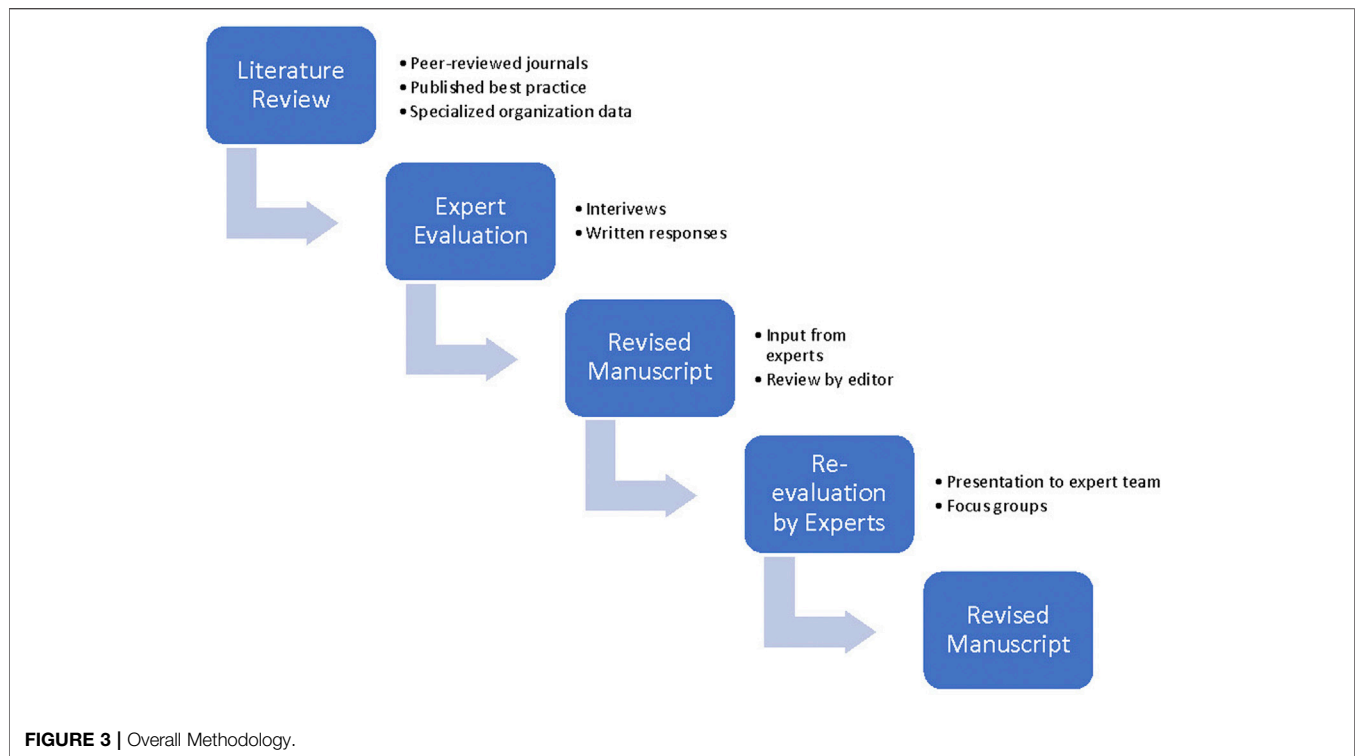 Literature
Review
• Peer-reviewed journals
• Published best practice
• Specialized organization data
Expert
Evaluation
• Interivews
• Written responses
Revised
Manuscript
• Input from
experts
• Review by editor
Re-
evaluation
by Experts
• Presentation to expert team
• Focus groups
Revised
Manuscript
FIGURE 3 | Overall Methodology.